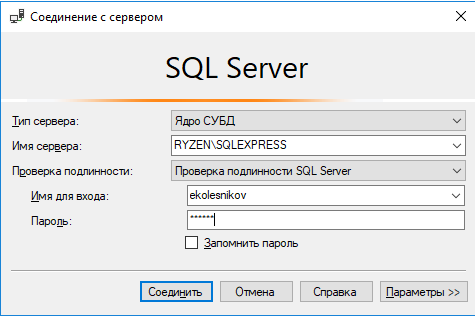 Соединение с сервером
SQL Server
Тип сервера: Ядро СУБД
Имя сервера: RYZEN\SQLEXPRESS
Проверка подлинности: Проверка подлинности SQL Server
Имя для входа: ekolesnikov
Пароль: ******
Запомнить пароль
Соединить Отмена Справка Параметры >>